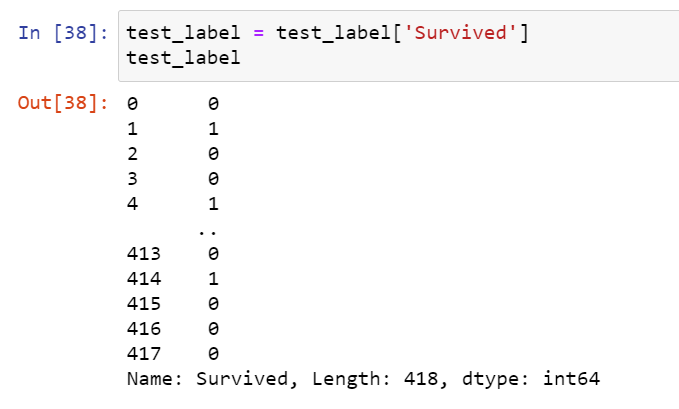 In [38]: test_label = test_label['Survived']
test_label
Out[38]: 0      0
1      1
2      0
3      0
4      1
..
413    0
414    1
415    0
416    0
417    0
Name: Survived, Length: 418, dtype: int64